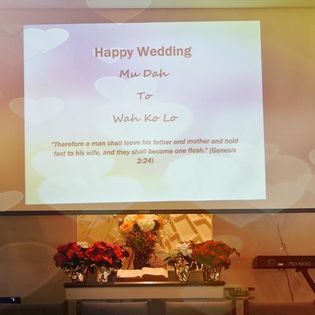 Happy Wedding
Mu Dah
To
Wah Ko Lo
"Therefore a man shall leave his father and mother and hold
fast to his wife, and they shall become one flesh." (Genesis
2:24)